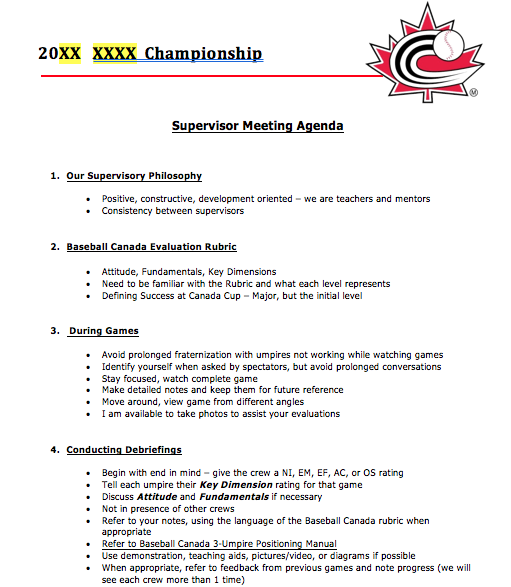 20XX XXXX Championship
Supervisor Meeting Agenda
1. Our Supervisory Philosophy
• Positive, constructive, development oriented – we are teachers and mentors
• Consistency between supervisors
2. Baseball Canada Evaluation Rubric
• Attitude, Fundamentals, Key Dimensions
• Need to be familiar with the Rubric and what each level represents
• Defining Success at Canada Cup – Major, but the initial level
3. During Games
• Avoid prolonged fraternization with umpires not working while watching games
• Identify yourself when asked by spectators, but avoid prolonged conversations
• Stay focused, watch complete game
• Make detailed notes and keep them for future reference
• Move around, view game from different angles
• I am available to take photos to assist your evaluations
4. Conducting Debriefings
• Begin with end in mind – give the crew a NI, EM, EF, AC, or OS rating
• Tell each umpire their Key Dimension rating for that game
• Discuss Attitude and Fundamentals if necessary
• Not in presence of other crews
• Refer to your notes, using the language of the Baseball Canada rubric when
appropriate
• Refer to Baseball Canada 3-Umpire Positioning Manual
• Use demonstration, teaching aids, pictures/video, or diagrams if possible
• When appropriate, refer to feedback from previous games and note progress (we will
see each crew more than 1 time)